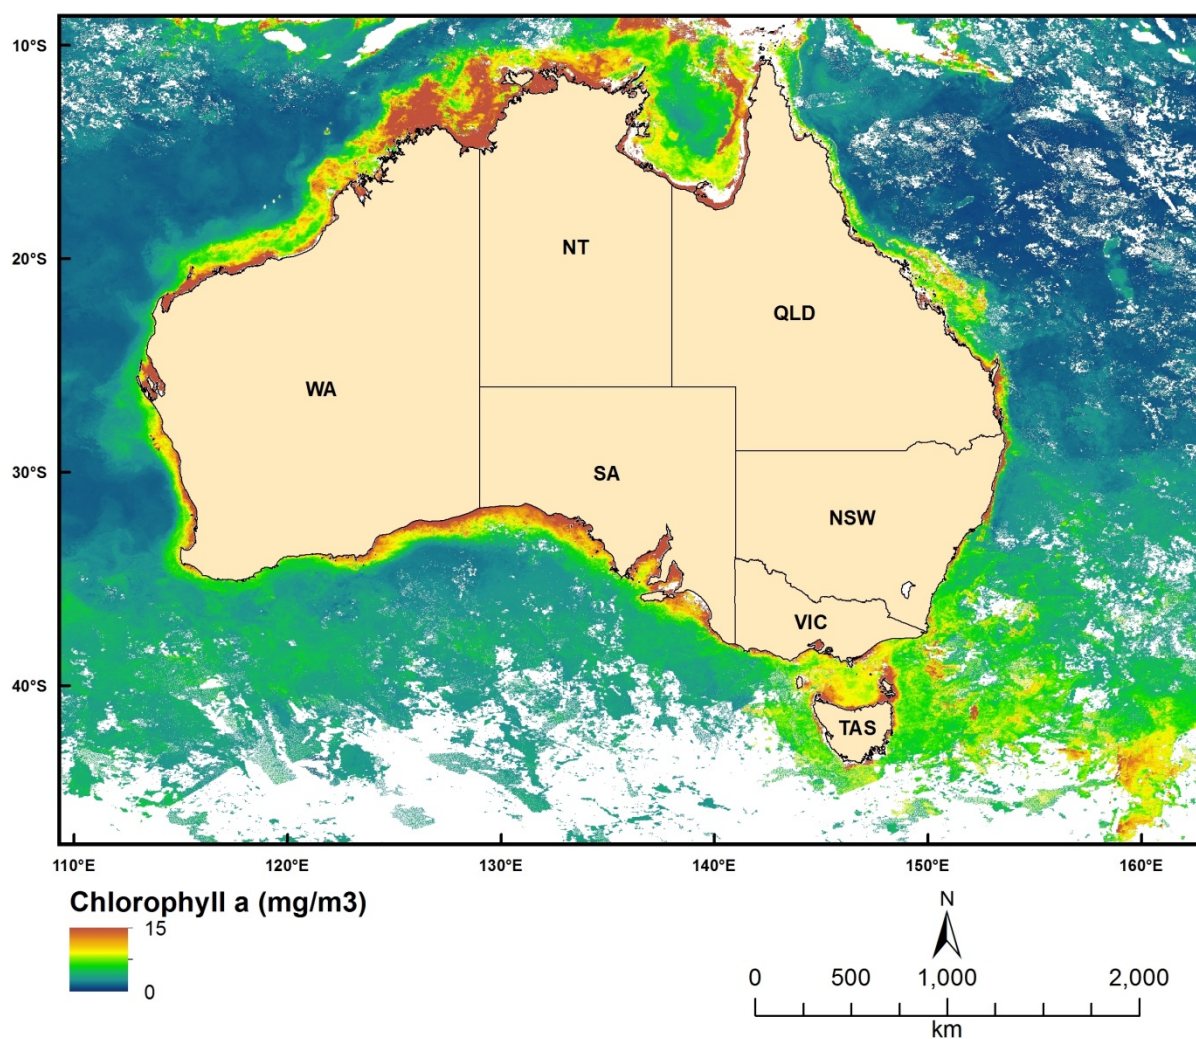 10°S
20°S
30°S
40°S
NT
QLD
WA
SA
NSW
VIC
TAS
110°E 120°E 130°E 140°E 150°E 160°E
Chlorophyll a (mg/m3)
15
0
N
0 500 1,000 2,000
km